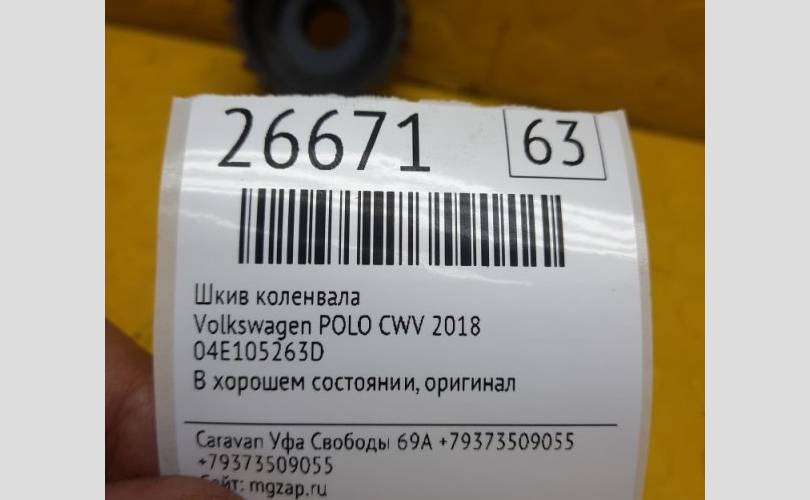 26671 63
Шкив коленвала
Volkswagen POLO CWV 2018
04E105263D
В хорошем состоянии, оригинал
Caravan Уфа Свободы 69А +79373509055
+79373509055
Сайт: mgzap.ru